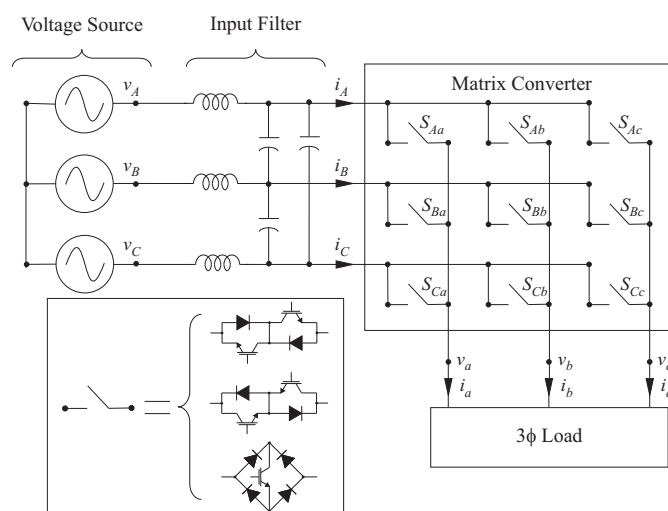 Voltage Source
Input Filter
Matrix Converter
v_A
i_A
S_Aa
S_Ab
S_Ac
v_B
i_B
S_Ba
S_Bb
S_Bc
v_C
i_C
S_Ca
S_Cb
S_Cc
v_a
v_b
i_a
i_b
3ϕ Load